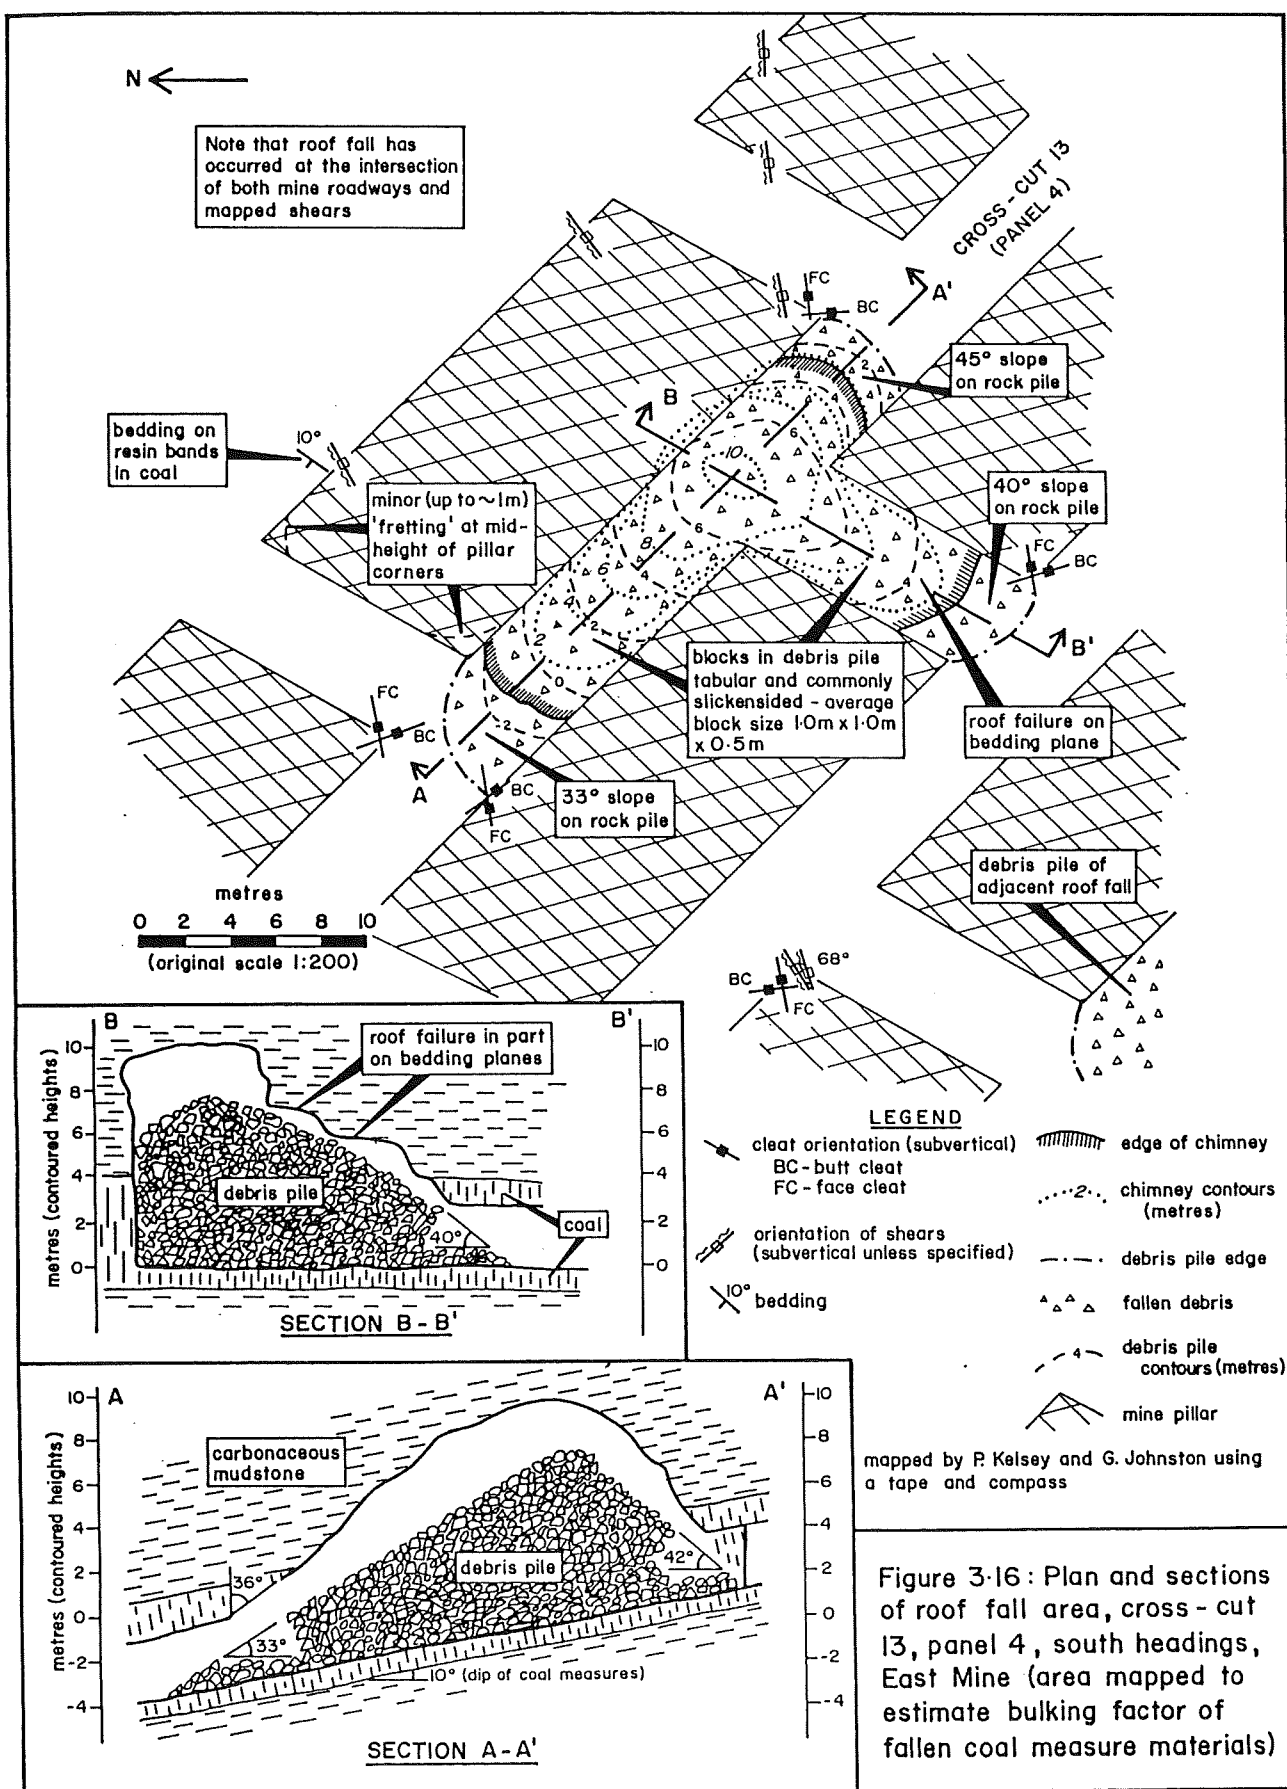 N
Note that roof fall has
occurred at the intersection
of both mine roadways and
mapped shears
CROSS-CUT 13
(PANEL 4)
FC
BC
A'
2
4
45° slope
on rock pile
B
6
10
bedding on
resin bands
in coal
10°
minor (up to ~1m)
'fretting' at mid-
height of pillar
corners
40° slope
on rock pile
FC
BC
8
6
6
4
4
4
2
2
0
-2
B'
blocks in debris pile
tabular and commonly
slickensided - average
block size 1·0m x 1·0m
x 0·5m
roof failure on
bedding plane
FC
BC
A
BC
FC
33° slope
on rock pile
debris pile of
adjacent roof fall
metres
0 2 4 6 8 10
(original scale 1:200)
68°
BC
FC
B
B'
metres (contoured heights)
10
8
6
4
2
0
roof failure in part
on bedding planes
debris pile
coal
40°
10
8
6
4
2
0
SECTION B-B'
LEGEND
cleat orientation (subvertical)
BC-butt cleat
FC-face cleat
orientation of shears
(subvertical unless specified)
10°
bedding
edge of chimney
2
chimney contours
(metres)
debris pile edge
fallen debris
4
debris pile
contours (metres)
mine pillar
mapped by P. Kelsey and G. Johnston using
a tape and compass
A
A'
metres (contoured heights)
10
8
6
4
2
0
-2
-4
carbonaceous
mudstone
debris pile
36°
33°
42°
10° (dip of coal measures)
10
8
6
4
2
0
-2
-4
SECTION A-A'
Figure 3·16: Plan and sections
of roof fall area, cross-cut
13, panel 4, south headings,
East Mine (area mapped to
estimate bulking factor of
fallen coal measure materials)